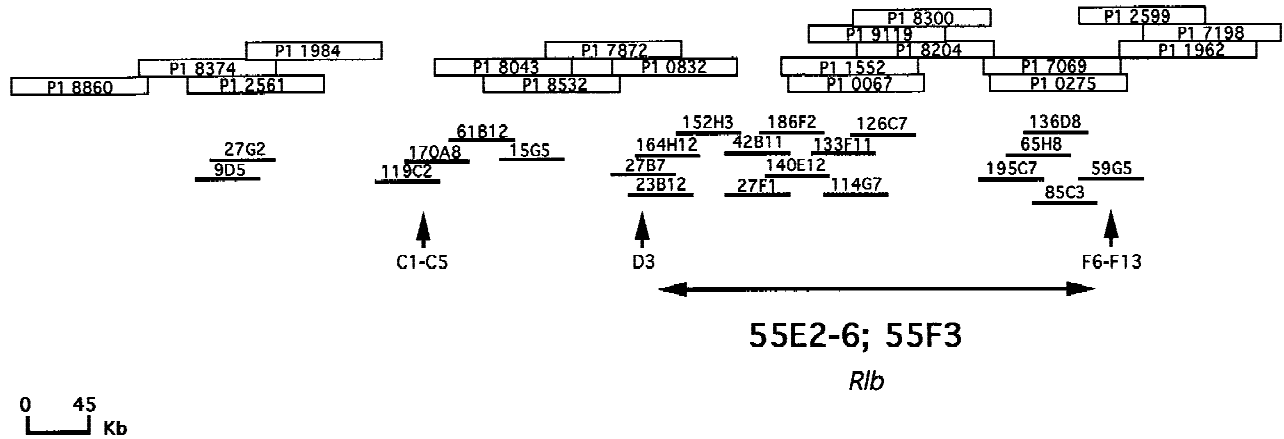 P1 8300
P1 2599
P1 9119
P1 7198
P1 1984
P1 7872
P1 8204
P1 1962
P1 8374
P1 8043
P1 0832
P1 1552
P1 7069
P1 8860
P1 2561
P1 8532
P1 0067
P1 0275
152H3
186F2
126C7
136D8
61B12
27G2
170A8
15G5
164H12
42B11
133F11
65H8
9D5
119C2
27B7
140E12
195C7
59G5
23B12
27F1
114G7
85C3
C1-C5
D3
F6-F13
55E2-6; 55F3
Rlb
0 45
Kb